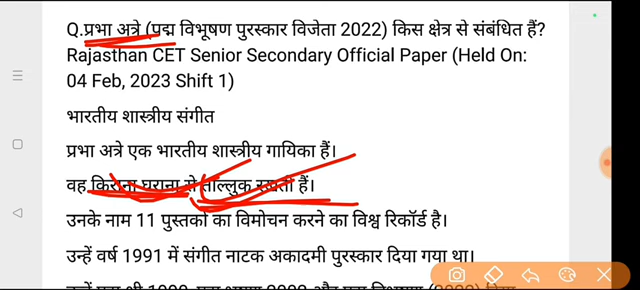 Q.प्रभा अत्रे (पद्म विभूषण पुरस्कार विजेता 2022) किस क्षेत्र से संबंधित हैं?
Rajasthan CET Senior Secondary Official Paper (Held On:
04 Feb, 2023 Shift 1)
भारतीय शास्त्रीय संगीत
प्रभा अत्रे एक भारतीय शास्त्रीय गायिका हैं।
वह किराना घराना से ताल्लुक रखती हैं।
उनके नाम 11 पुस्तकों का विमोचन करने का विश्व रिकॉर्ड है।
उन्हें वर्ष 1991 में संगीत नाटक अकादमी पुरस्कार दिया गया था।